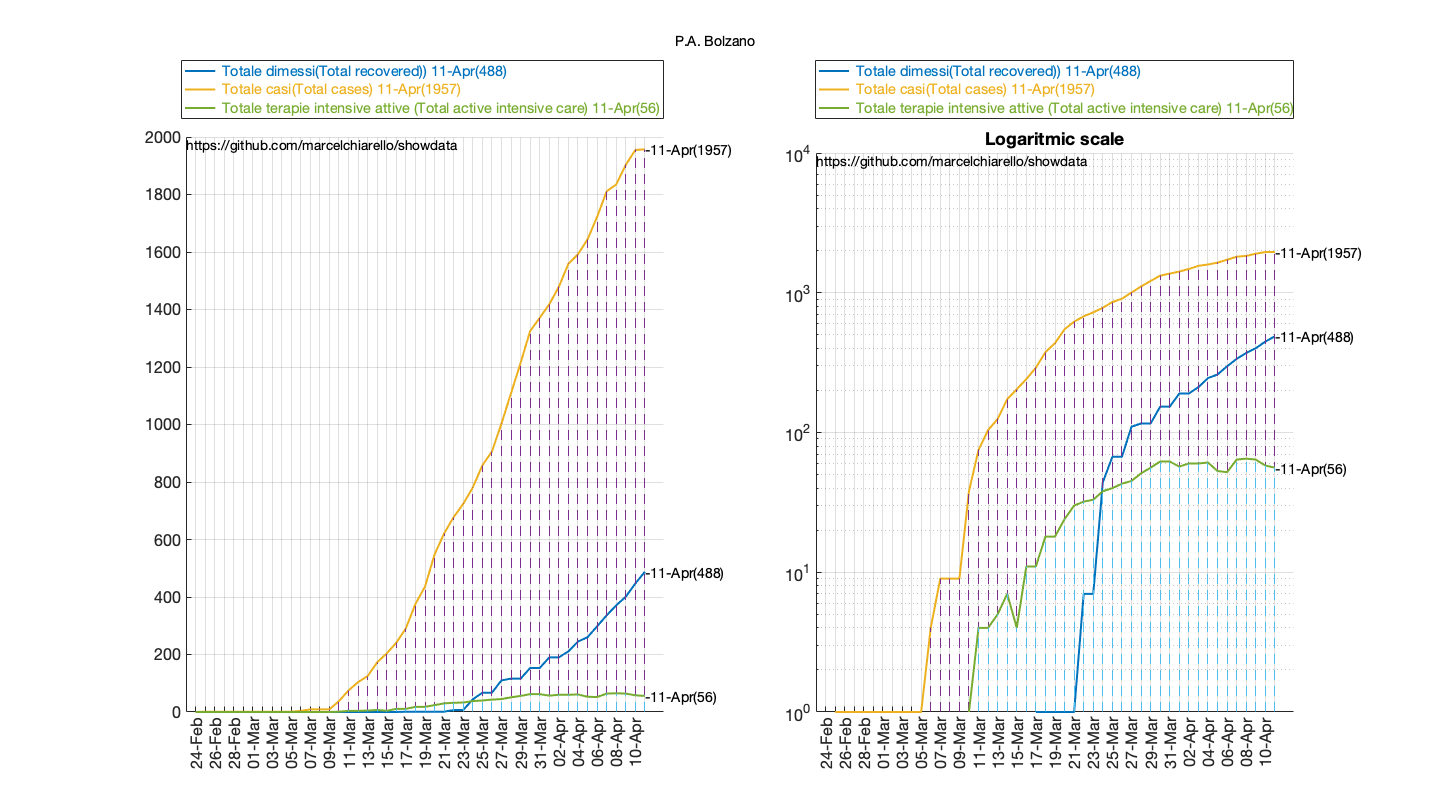 P.A. Bolzano
Totale dimessi(Total recovered)) 11-Apr(488)
Totale casi(Total cases) 11-Apr(1957)
Totale terapie intensive attive (Total active intensive care) 11-Apr(56)
2000
1800
1600
1400
1200
1000
800
600
400
200
0
https://github.com/marcelchiarello/showdata
-11-Apr(1957)
-11-Apr(488)
-11-Apr(56)
24-Feb
26-Feb
28-Feb
01-Mar
03-Mar
05-Mar
07-Mar
09-Mar
11-Mar
13-Mar
15-Mar
17-Mar
19-Mar
21-Mar
23-Mar
25-Mar
27-Mar
29-Mar
31-Mar
02-Apr
04-Apr
06-Apr
08-Apr
10-Apr
Totale dimessi(Total recovered)) 11-Apr(488)
Totale casi(Total cases) 11-Apr(1957)
Totale terapie intensive attive (Total active intensive care) 11-Apr(56)
Logaritmic scale
10^4
10^3
10^2
10^1
10^0
https://github.com/marcelchiarello/showdata
-11-Apr(1957)
-11-Apr(488)
-11-Apr(56)
24-Feb
26-Feb
28-Feb
01-Mar
03-Mar
05-Mar
07-Mar
09-Mar
11-Mar
13-Mar
15-Mar
17-Mar
19-Mar
21-Mar
23-Mar
25-Mar
27-Mar
29-Mar
31-Mar
02-Apr
04-Apr
06-Apr
08-Apr
10-Apr